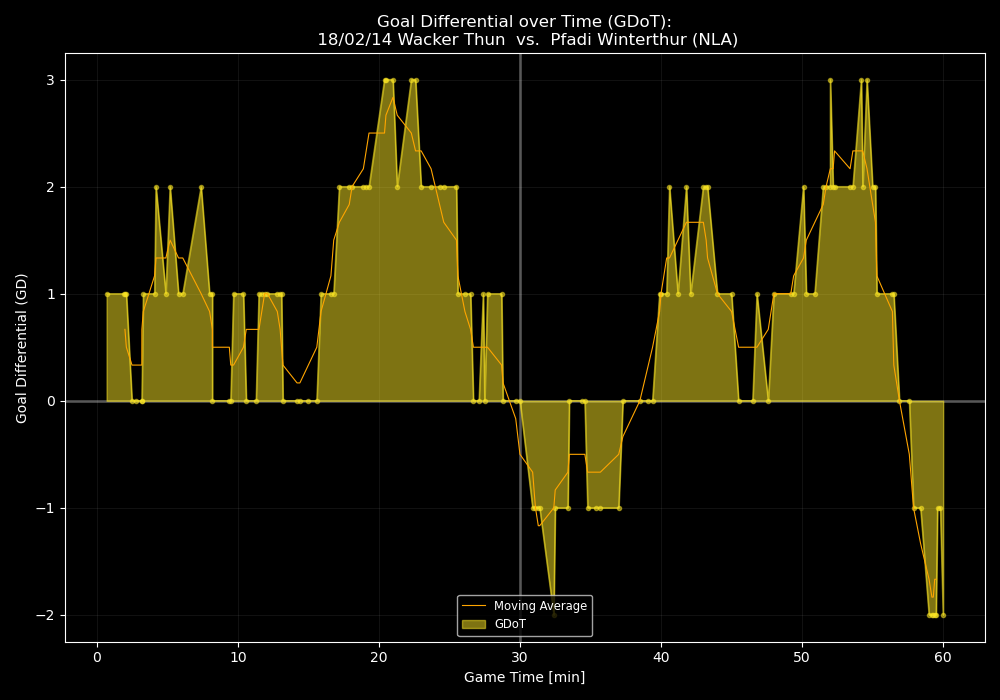 Goal Differential over Time (GDoT):
18/02/14 Wacker Thun  vs.  Pfadi Winterthur (NLA)
Goal Differential (GD)
3
2
1
0
−1
−2
Moving Average
GDoT
0 10 20 30 40 50 60
Game Time [min]